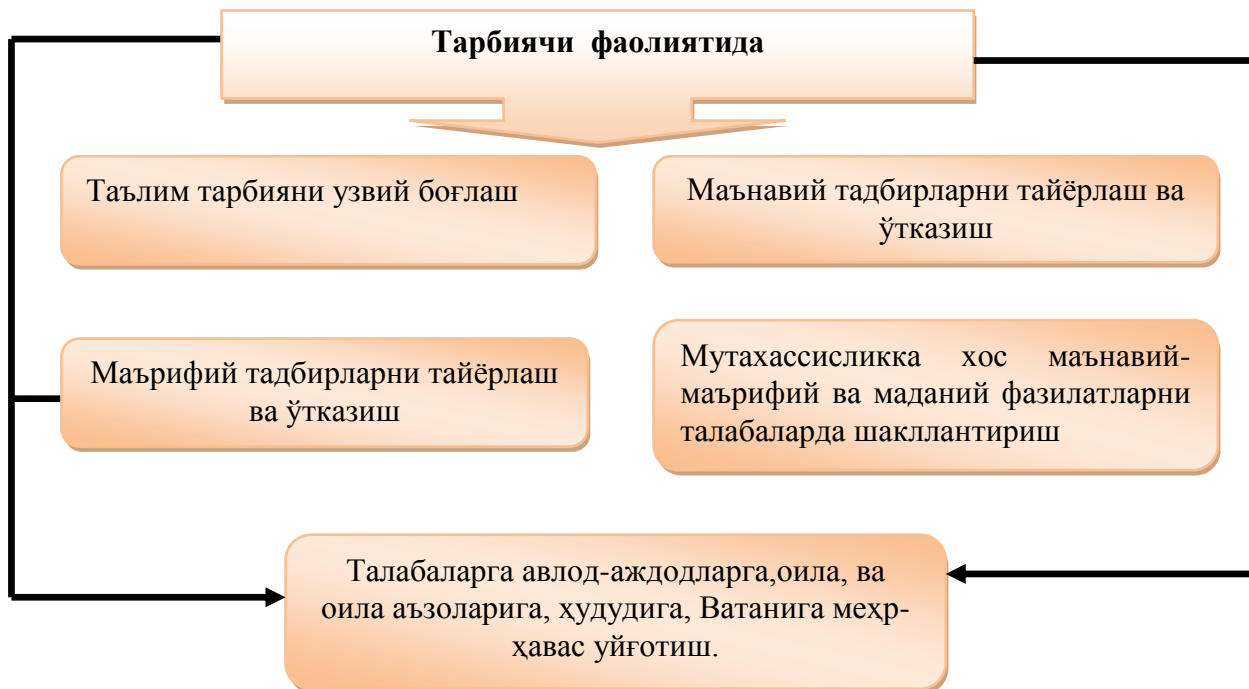 Тарбиячи фаолиятида
Таълим тарбияни узвий боғлаш
Маънавий тадбирларни тайёрлаш ва
ўтказиш
Маърифий тадбирларни тайёрлаш
ва ўтказиш
Мутахассисликка хос маънавий-
маърифий ва маданий фазилатларни
талабаларда шакллантириш
Талабаларга авлод-аждодларга,оила, ва
оила аъзоларига, ҳудудига, Ватанига меҳр-
ҳавас уйғотиш.